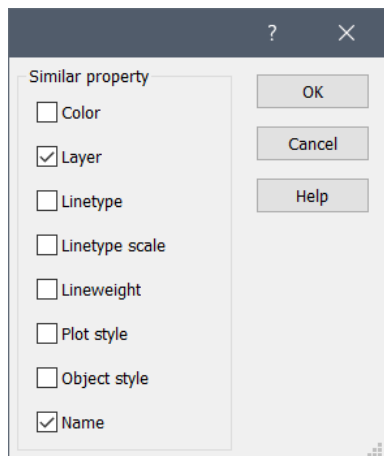 ?
Similar property
Color
OK
Layer
Cancel
Linetype
Help
Linetype scale
Lineweight
Plot style
Object style
Name